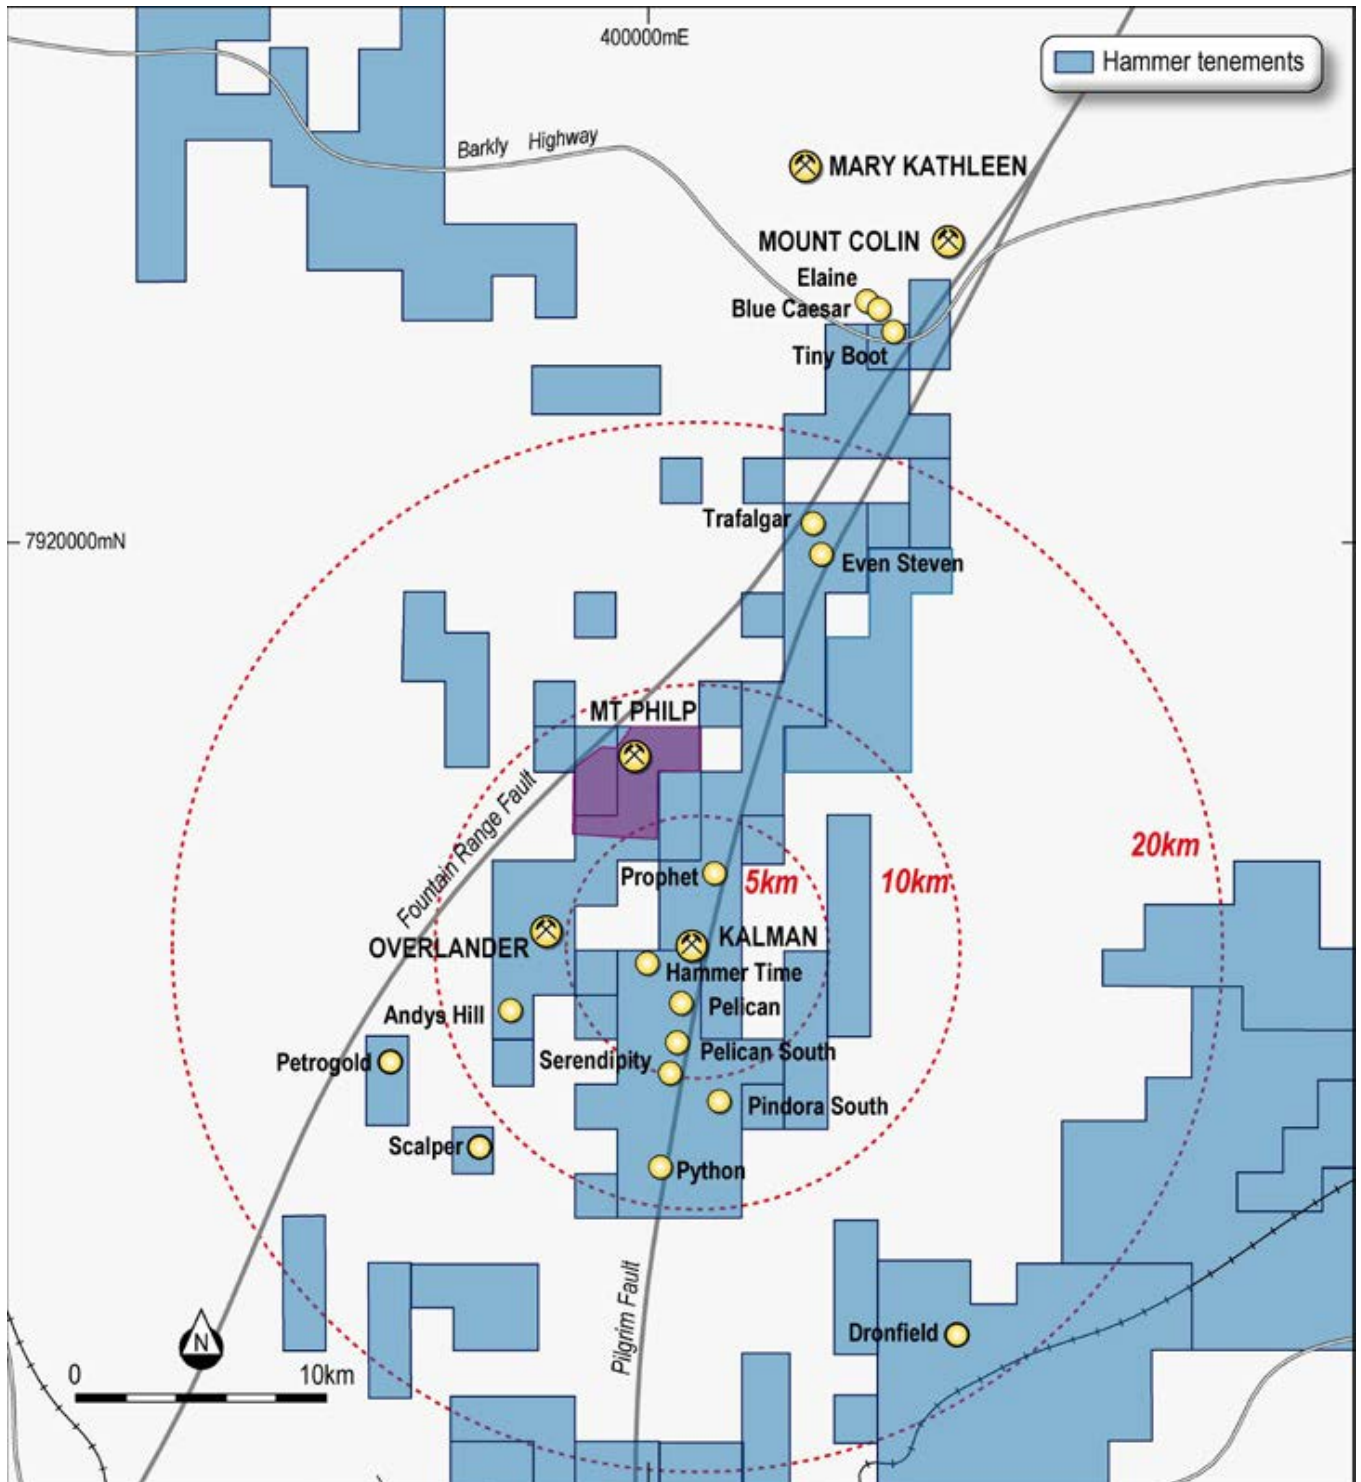 400000mE
Hammer tenements
Barkly Highway
MARY KATHLEEN
MOUNT COLIN
Elaine
Blue Caesar
Tiny Boot
Trafalgar
7920000mN
Even Steven
MT PHILP
Fountain Range Fault
20km
Prophet
5km
10km
KALMAN
OVERLANDER
Hammer Time
Pelican
Andys Hill
Pelican South
Serendipity
Petrogold
Pindora South
Scalper
Python
Pilgrim Fault
Dronfield
N
0 10km